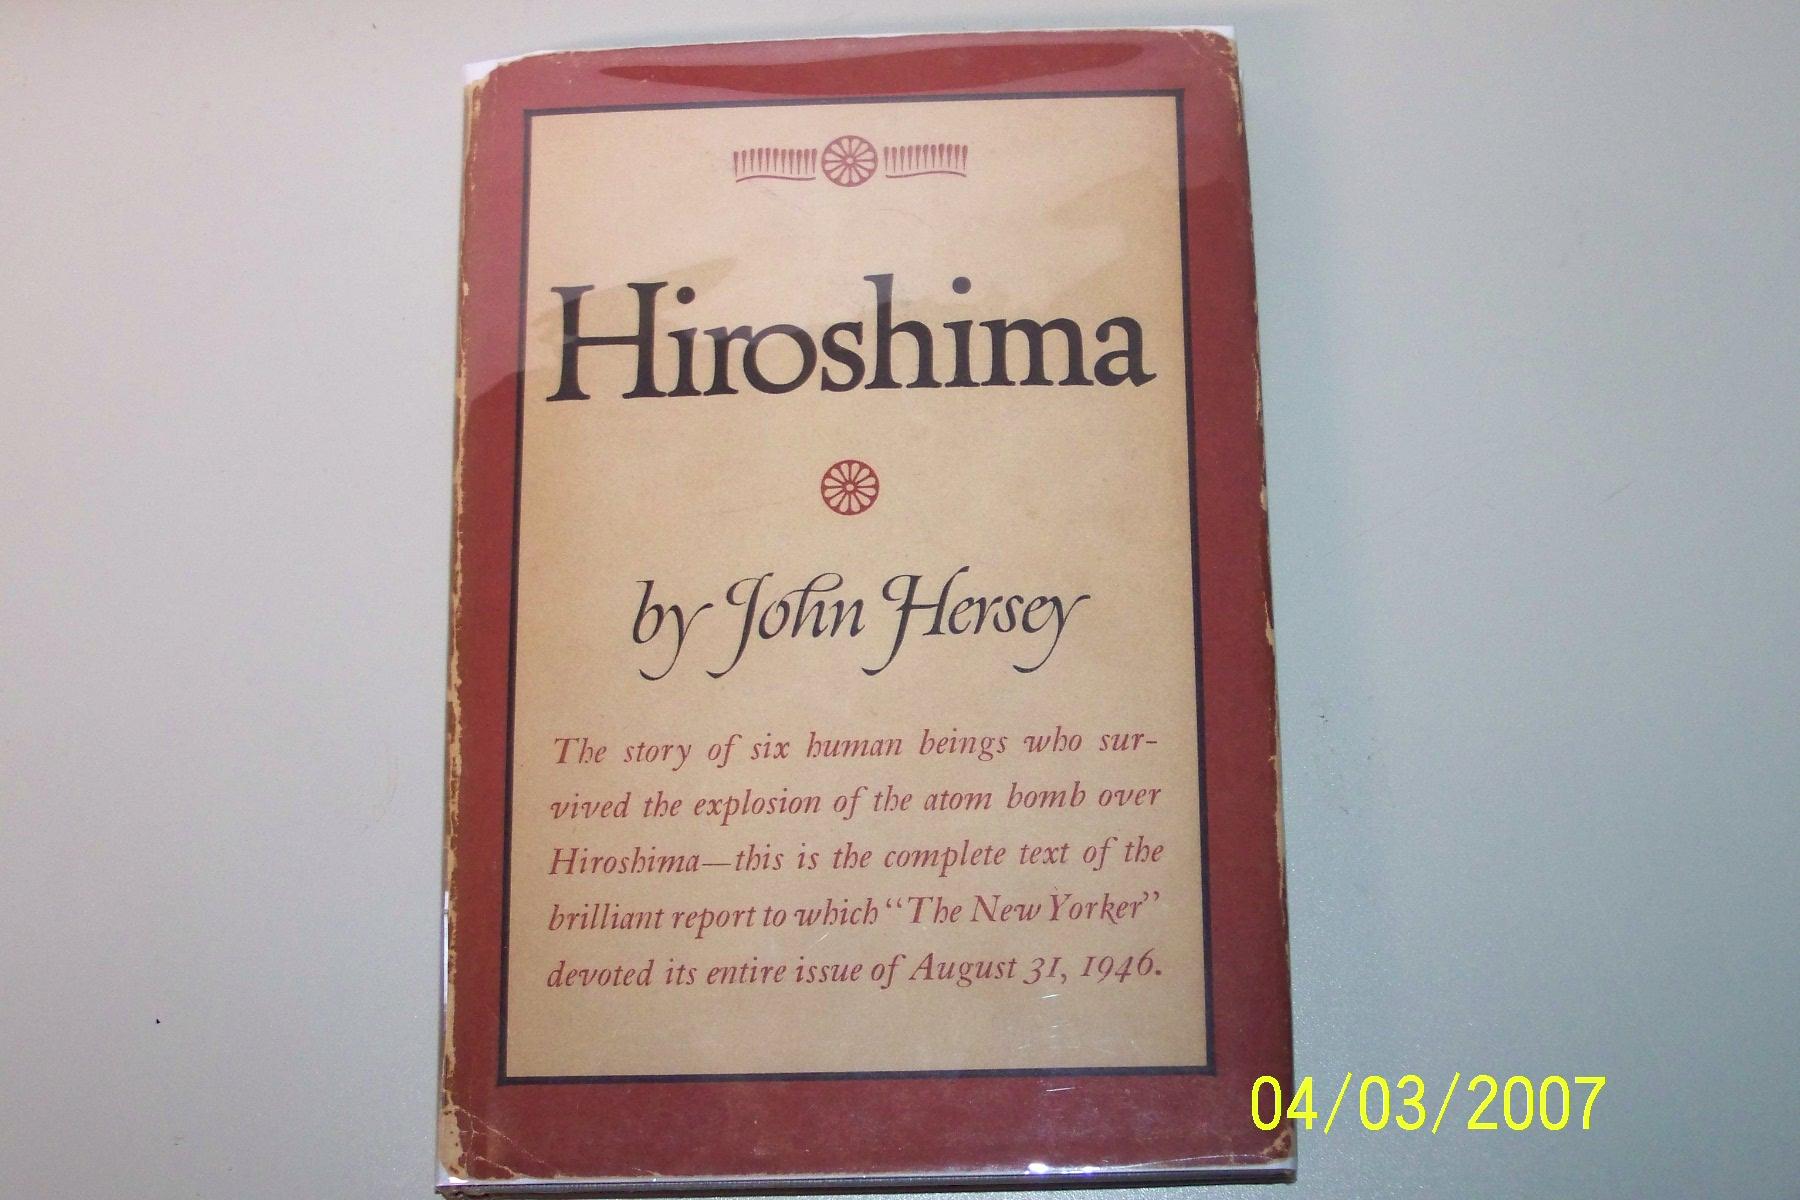 Hiroshima
by John Hersey
The story of six human beings who sur-
vived the explosion of the atom bomb over
Hiroshima—this is the complete text of the
brilliant report to which “The New Yorker”
devoted its entire issue of August 31, 1946.
04/03/2007